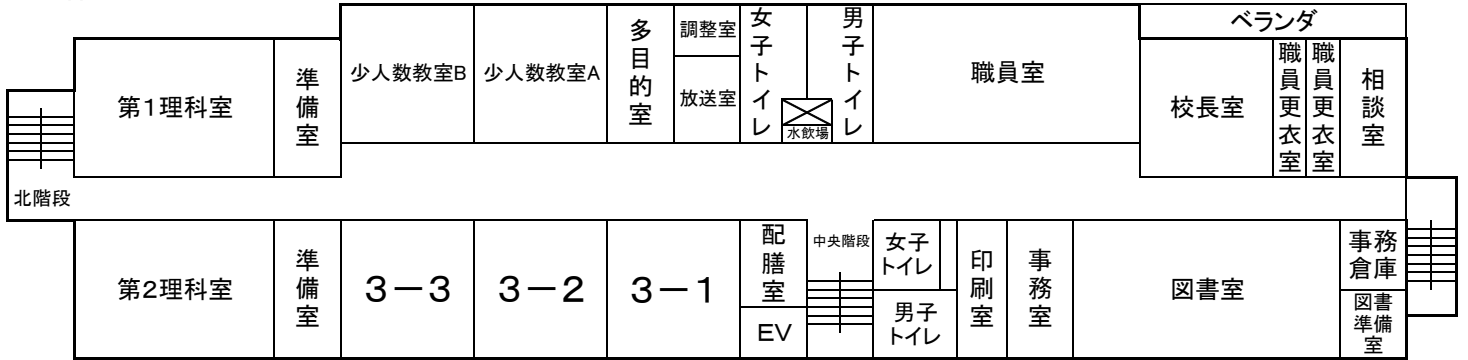 ベランダ
第1理科室
準備室
少人数教室B
少人数教室A
多目的室
調整室
放送室
女子トイレ
水飲場
男子トイレ
職員室
校長室
職員更衣室
職員更衣室
相談室
北階段
第2理科室
準備室
3－3
3－2
3－1
配膳室
EV
中央階段
女子
トイレ
男子
トイレ
印刷室
事務室
図書室
事務
倉庫
図書
準備
室